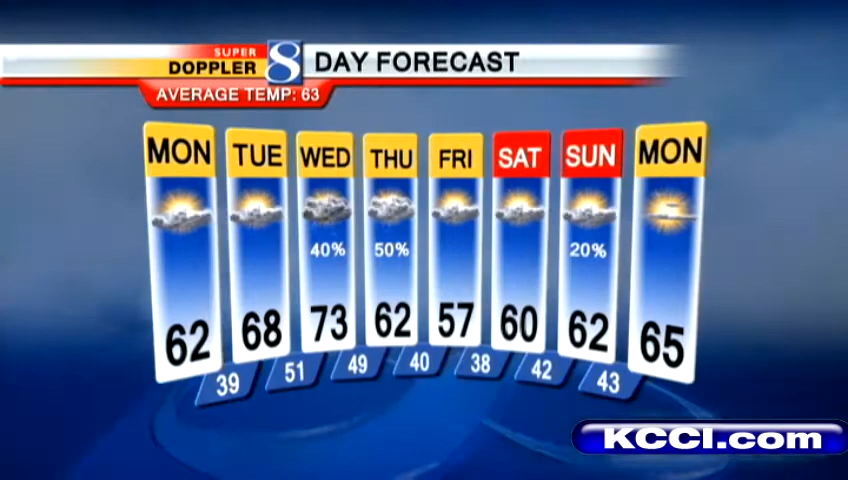 SUPER
DOPPLER 8 DAY FORECAST
AVERAGE TEMP: 63
MON TUE WED THU FRI SAT SUN MON
40% 50% 20%
62 68 73 62 57 60 62 65
39 51 49 40 38 42 43
KCCI.com